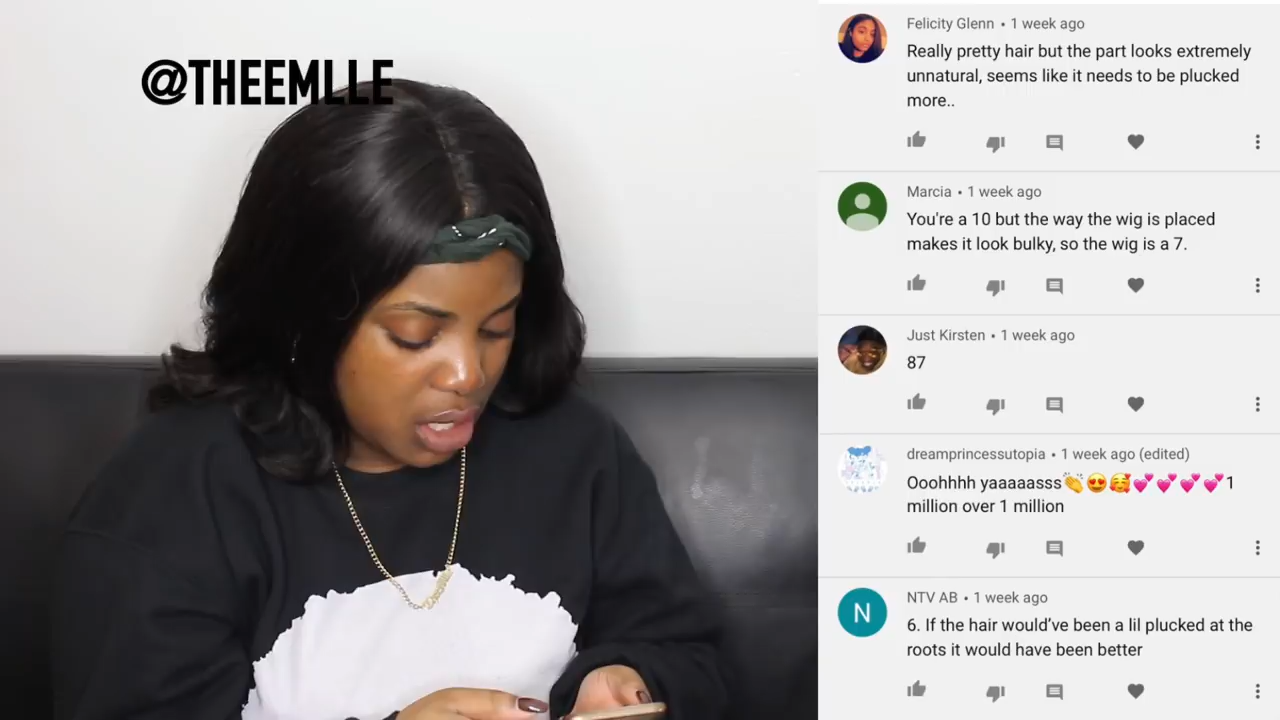 @THEEMLLE
Felicity Glenn • 1 week ago
Really pretty hair but the part looks extremely
unnatural, seems like it needs to be plucked
more..
Marcia • 1 week ago
You're a 10 but the way the wig is placed
makes it look bulky, so the wig is a 7.
Just Kirsten • 1 week ago
87
dreamprincessutopia • 1 week ago (edited)
Ooohhhh yaaaaasss👏😍🥰💕💕💕💕1
million over 1 million
N
NTV AB • 1 week ago
6. If the hair would've been a lil plucked at the
roots it would have been better